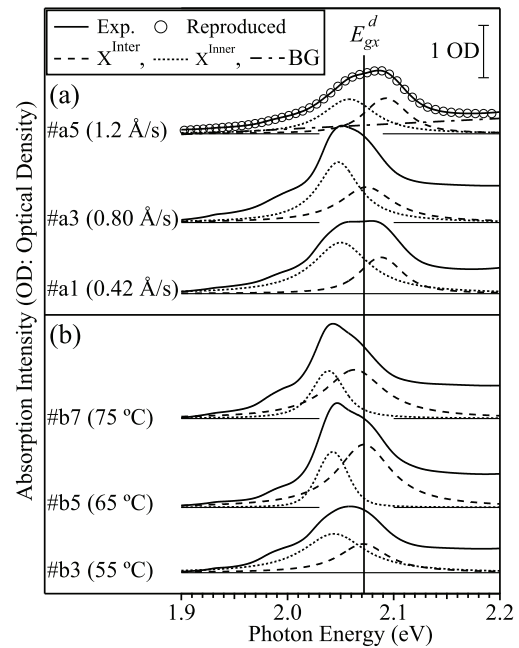 Exp. Reproduced
X^Inter, X^Inner, BG
E^d_gx
1 OD
(a)
#a5 (1.2 Å/s)
#a3 (0.80 Å/s)
#a1 (0.42 Å/s)
(b)
#b7 (75 ºC)
#b5 (65 ºC)
#b3 (55 ºC)
Absorption Intensity (OD: Optical Density)
1.9 2.0 2.1 2.2
Photon Energy (eV)